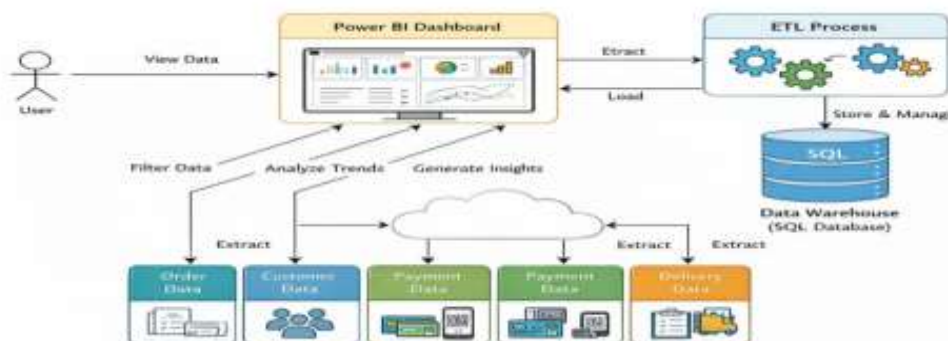 Power BI Dashboard
ETL Process
View Data
Etract
Load
User
Store & Manag
SQL
Filter Data
Analyze Trends
Generate Insights
Data Warehouse
(SQL Database)
Extract
Extract
Extract
Order
Data
Customer
Data
Payment
Data
Payment
Data
Delivery
Data